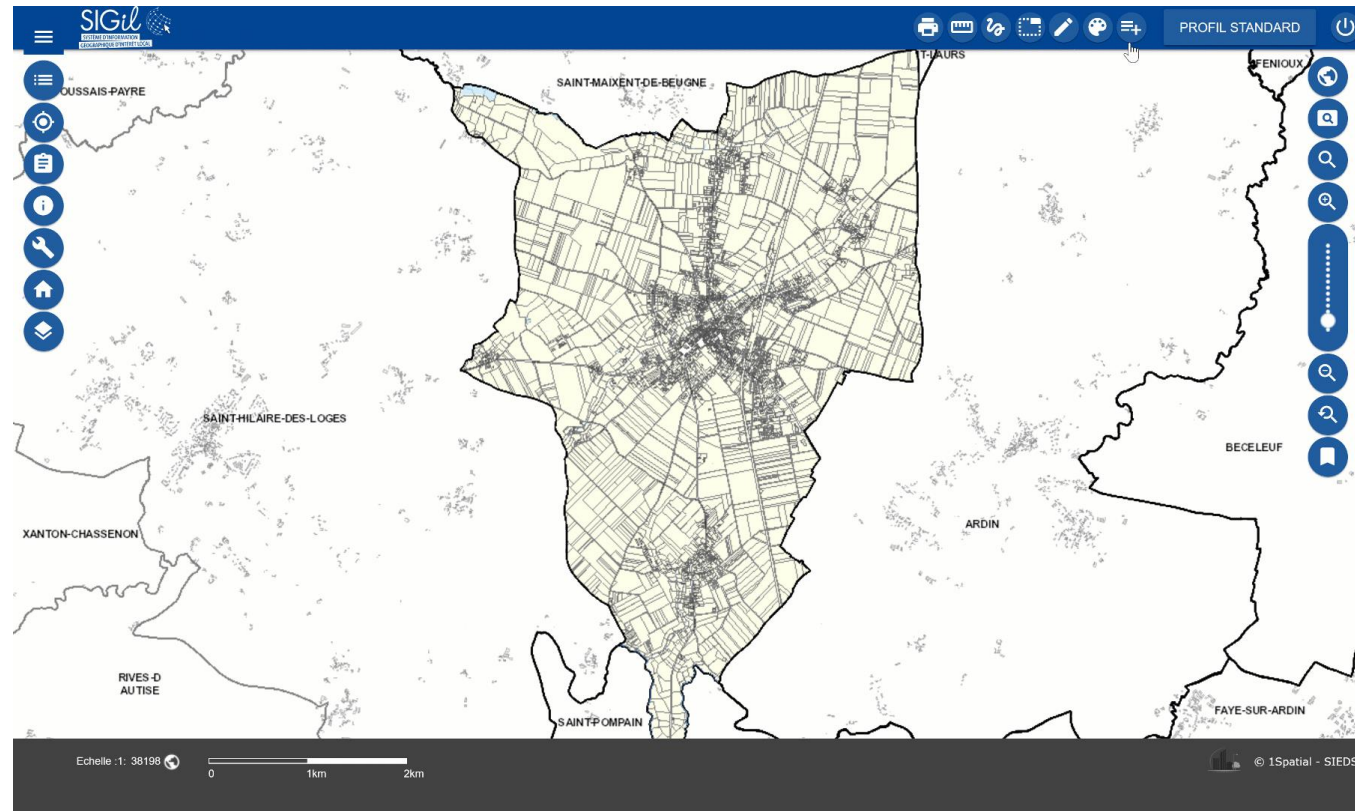 SIGil
SYSTÈME D'INFORMATION
GÉOGRAPHIQUE D'INTÉRÊT LOCAL
PROFIL STANDARD
T-LAURS
FENIOUX
OUSSAIS-PAYRE
SAINT-MAIXENT-DE-BEUGNE
SAINT-HILAIRE-DES-LOGES
BECELEUF
XANTON-CHASSENON
ARDIN
RIVES-D
AUTISE
SAINT-POMPAIN
FAYE-SUR-ARDIN
Echelle :1: 38198
0 1km 2km
© 1Spatial - SIEDS